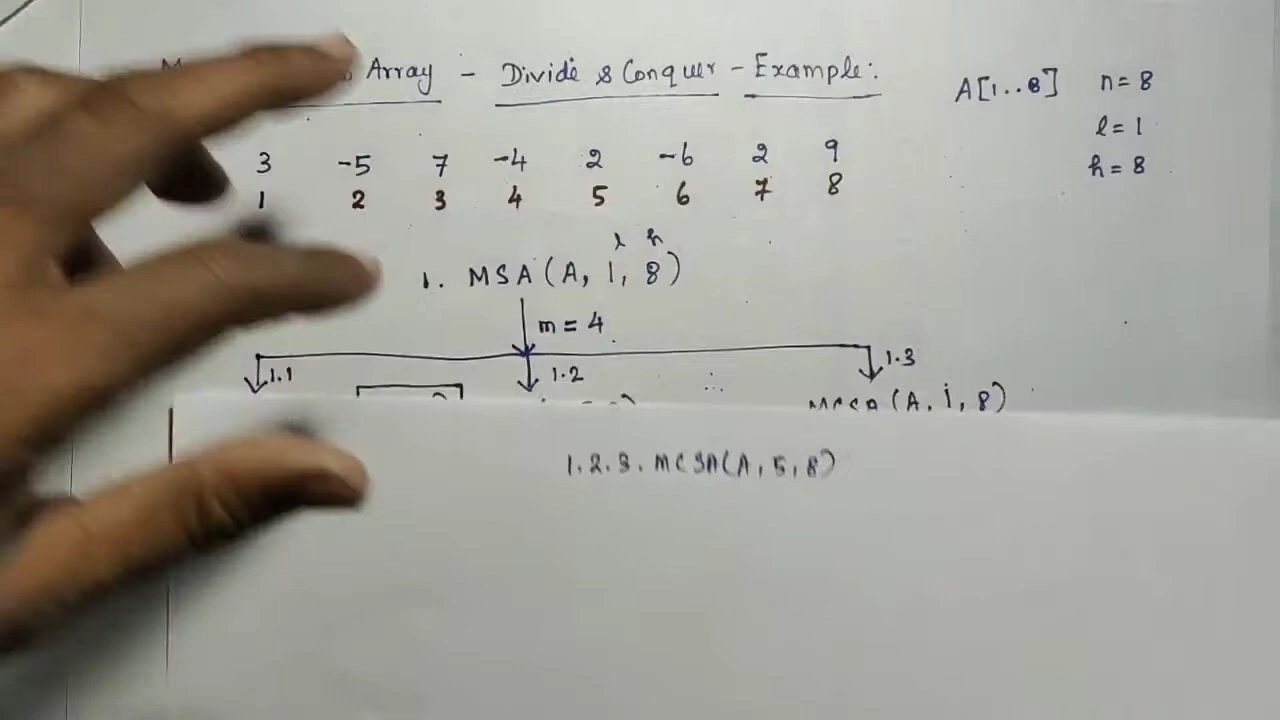 Array - Divide & Conquer - Example:
A[1..8] n=8
l=1
h=8
3 -5 7 -4 2 -6 2 9
1 2 3 4 5 6 7 8
l h
1. MSA(A, 1, 8)
m = 4
1.1 1.2 1.3
(A, 1, 8)
1.2.3. MCSA(A, 5, 8)